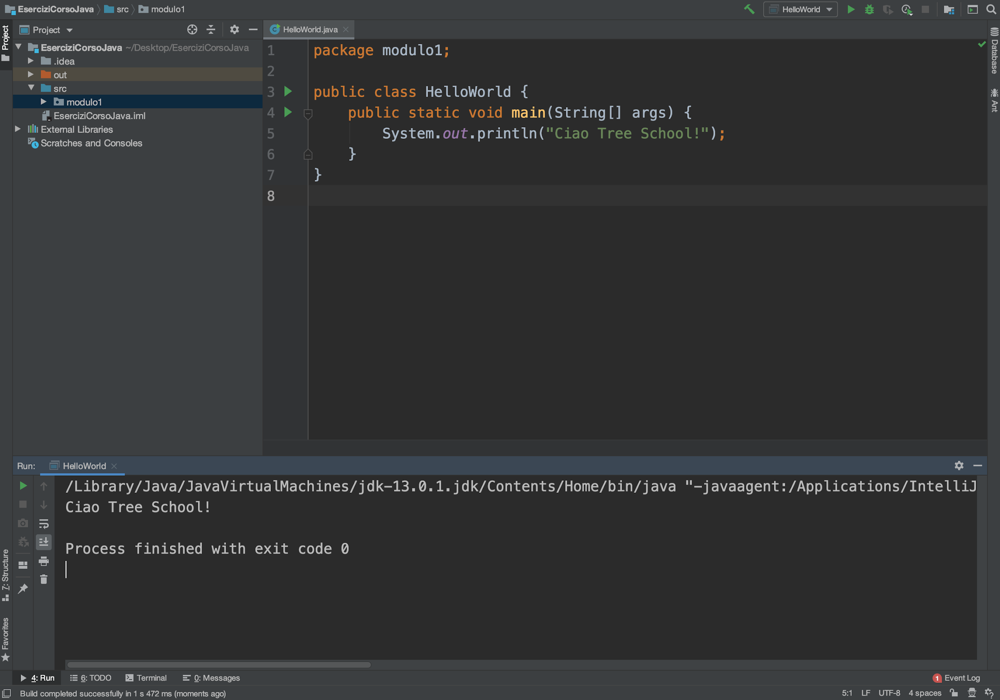 EserciziCorsoJava src modulo1 HelloWorld
Project
HelloWorld.java
Project
EserciziCorsoJava ~/Desktop/EserciziCorsoJava
.idea
out
src
modulo1
EserciziCorsoJava.iml
External Libraries
Scratches and Consoles
1 package modulo1;
2
3 public class HelloWorld {
4 public static void main(String[] args) {
5 System.out.println("Ciao Tree School!");
6 }
7 }
8
Database
Ant
Run: HelloWorld
/Library/Java/JavaVirtualMachines/jdk-13.0.1.jdk/Contents/Home/bin/java "-javaagent:/Applications/IntelliJ
Ciao Tree School!
Process finished with exit code 0
7: Structure
Favorites
4: Run 6: TODO Terminal 0: Messages 1 Event Log
Build completed successfully in 1 s 472 ms (moments ago) 5:1 LF UTF-8 4 spaces